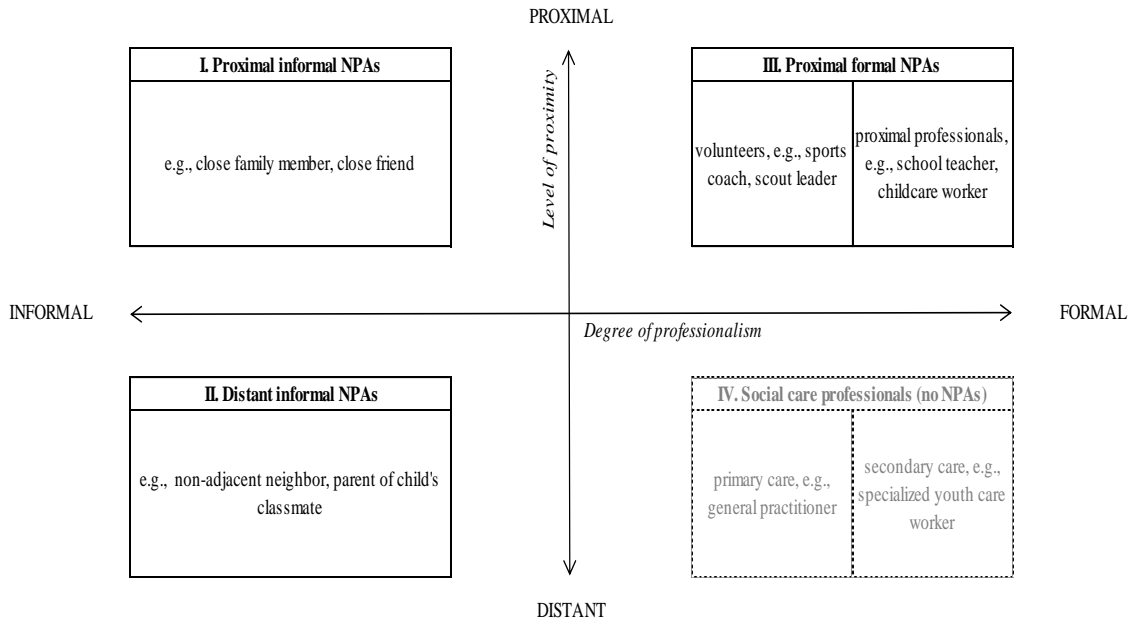 PROXIMAL
I. Proximal informal NPAs
e.g., close family member, close friend
Level of proximity
III. Proximal formal NPAs
volunteers, e.g., sports
coach, scout leader
proximal professionals,
e.g., school teacher,
childcare worker
INFORMAL
FORMAL
Degree of professionalism
II. Distant informal NPAs
e.g., non-adjacent neighbor, parent of child's
classmate
IV. Social care professionals (no NPAs)
primary care, e.g.,
general practitioner
secondary care, e.g.,
specialized youth care
worker
DISTANT